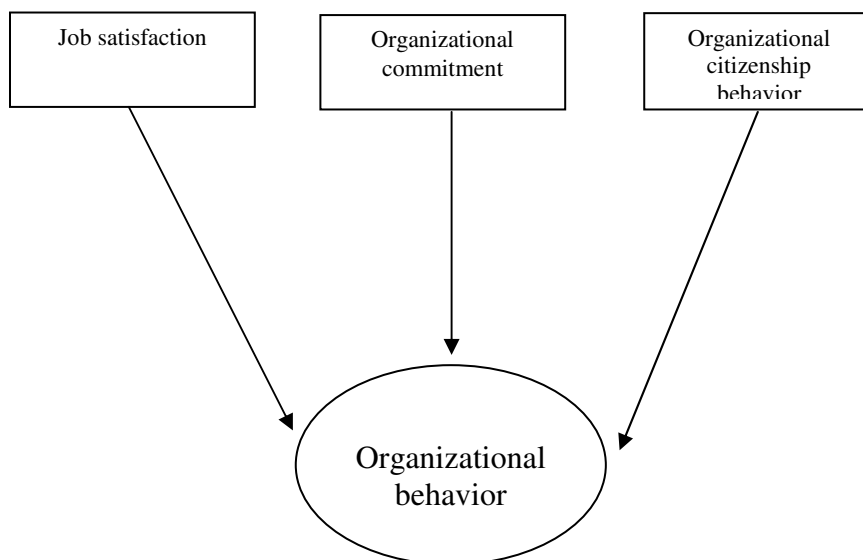 Job satisfaction
Organizational
commitment
Organizational
citizenship
behavior
Organizational
behavior